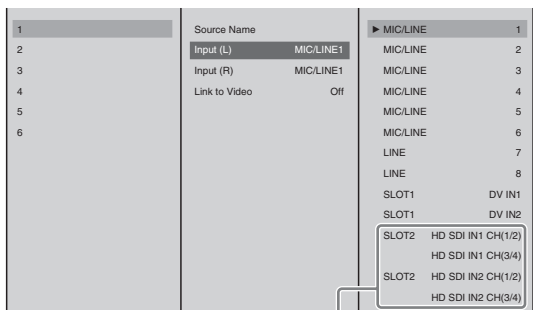 1
2
3
4
5
6
Source Name
Input (L) MIC/LINE1
Input (R) MIC/LINE1
Link to Video Off
► MIC/LINE 1
MIC/LINE 2
MIC/LINE 3
MIC/LINE 4
MIC/LINE 5
MIC/LINE 6
LINE 7
LINE 8
SLOT1 DV IN1
SLOT1 DV IN2
SLOT2 HD SDI IN1 CH(1/2)
HD SDI IN1 CH(3/4)
SLOT2 HD SDI IN2 CH(1/2)
HD SDI IN2 CH(3/4)